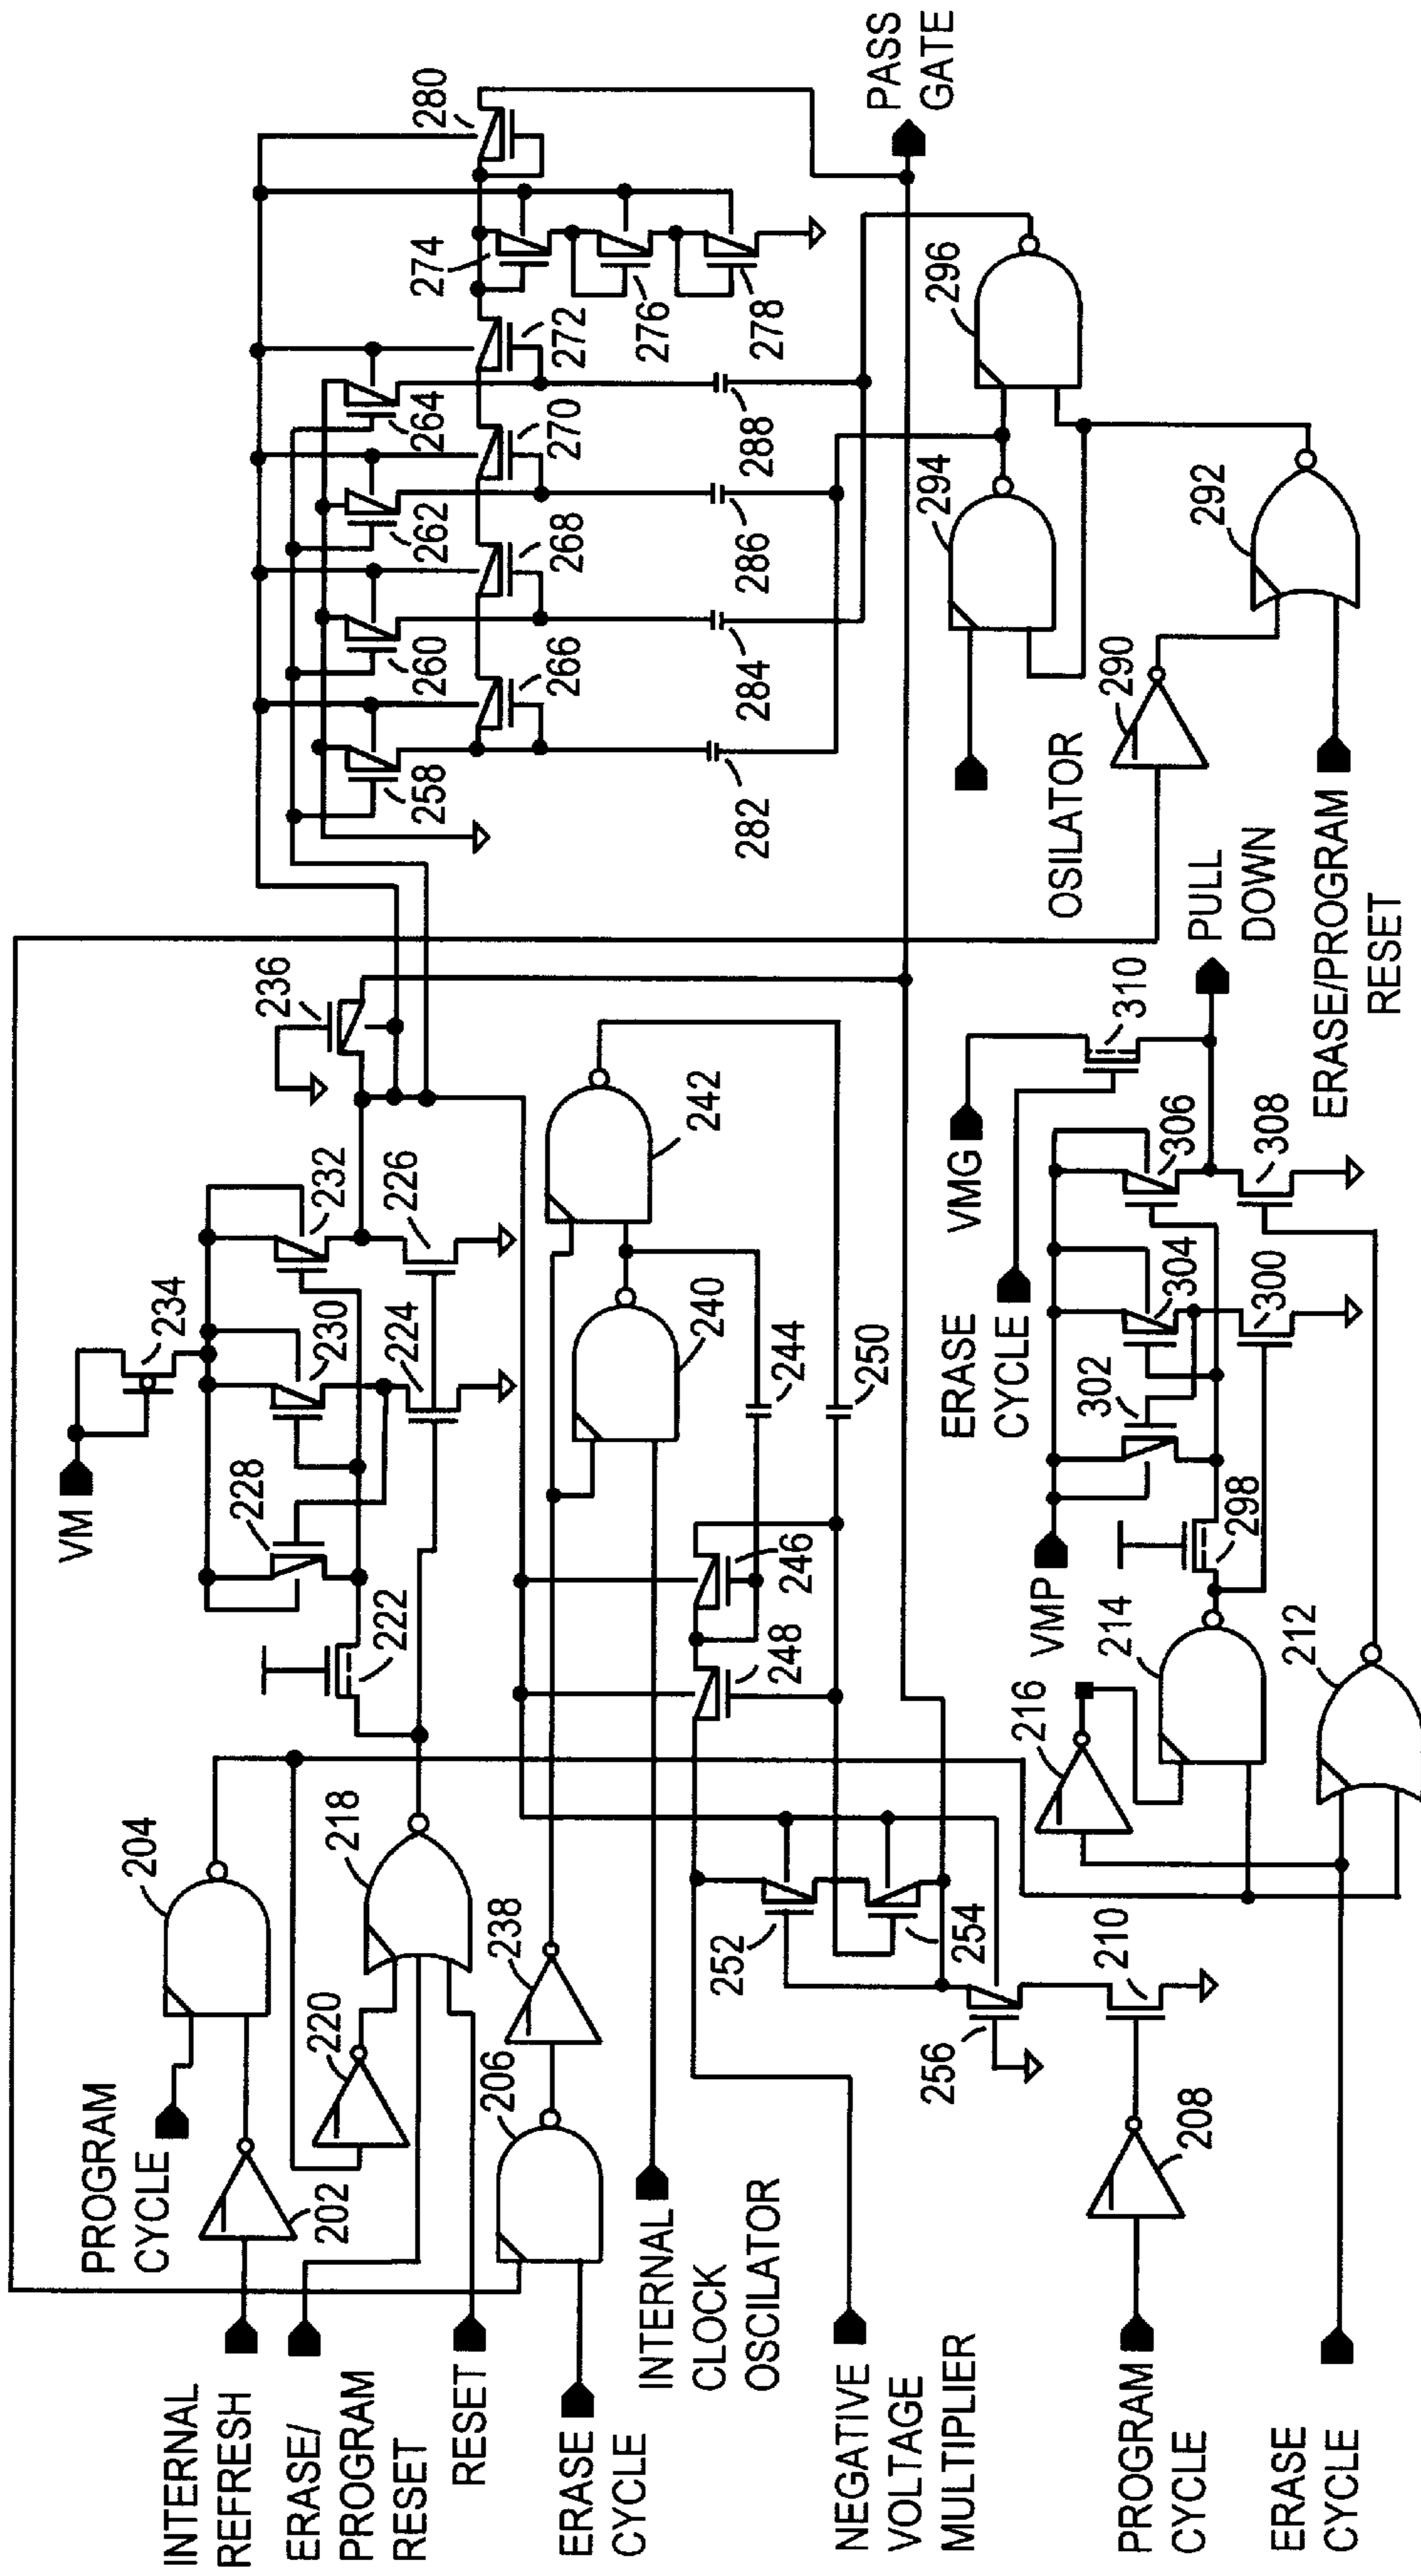 INTERNAL
REFRESH
ERASE/
PROGRAM
RESET
RESET
PROGRAM
CYCLE
ERASE
CYCLE
INTERNAL
CLOCK
OSCILATOR
NEGATIVE
VOLTAGE
MULTIPLIER
PROGRAM
CYCLE
ERASE
CYCLE
202
204
220
218
206
238
208
210
256
252
254
212
214
216
VM
222
228
230
232
234
224
226
236
240
242
244
246
248
250
VMP
298
302
304
306
300
308
ERASE
CYCLE
VMG
310
PULL
DOWN
258
260
262
264
266
268
270
272
274
276
278
280
282
284
286
288
PASS
GATE
OSILATOR
290
292
294
296
ERASE/PROGRAM
RESET